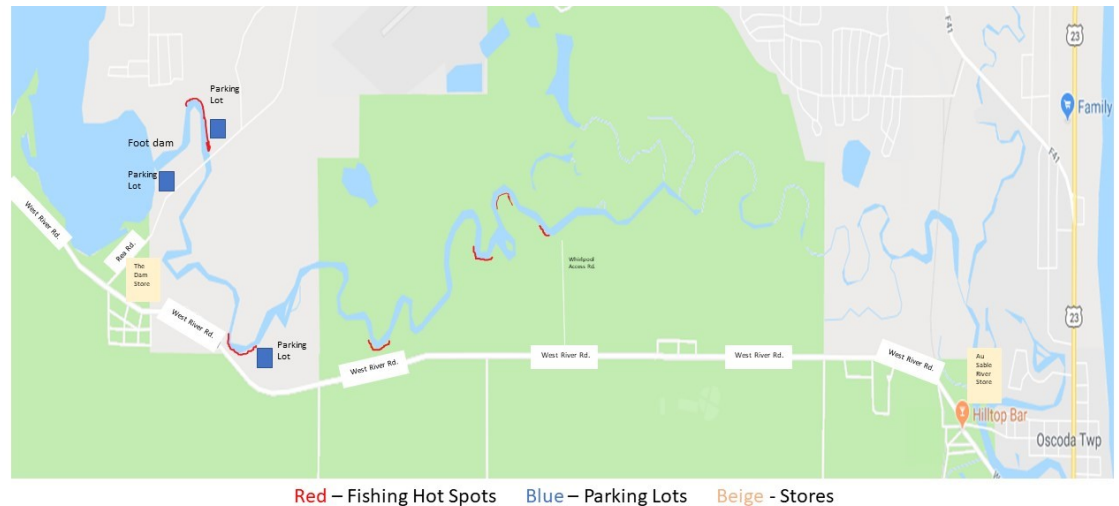 F41
23
Parking
Lot
Family
Foot dam
Parking
Lot
F41
West River Rd.
Rea Rd.
The
Dam
Store
Whirlpool
Access Rd.
West River Rd.
Parking
Lot
23
West River Rd.
West River Rd.
West River Rd.
West River Rd.
Au
Sable
River
Store
Hilltop Bar
Oscoda Twp
W
Red – Fishing Hot Spots Blue – Parking Lots Beige - Stores